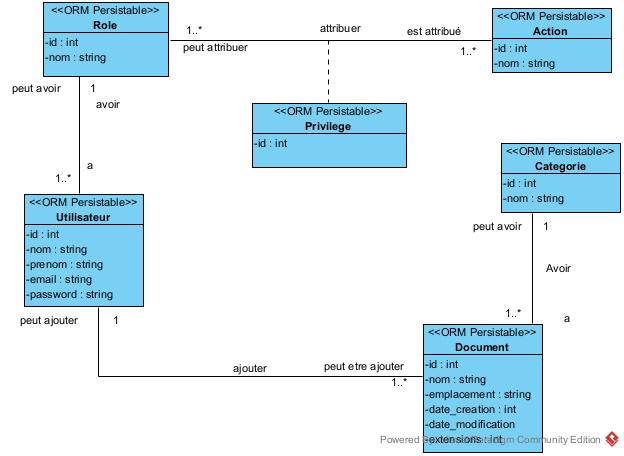 <<ORM Persistable>>
Role
-id : int
-nom : string
1..*
peut attribuer
attribuer
est attribué
1..*
<<ORM Persistable>>
Action
-id : int
-nom : string
<<ORM Persistable>>
Privilege
-id : int
peut avoir
1
avoir
a
1..*
<<ORM Persistable>>
Categorie
-id : int
-nom : string
<<ORM Persistable>>
Utilisateur
-id : int
-nom : string
-prenom : string
-email : string
-password : string
peut avoir
1
Avoir
1..*
a
peut ajouter
1
ajouter
peut etre ajouter
1..*
<<ORM Persistable>>
Document
-id : int
-nom : string
-emplacement : string
-date_creation : int
-date_modification
-extensions : int
Powered Community Edition